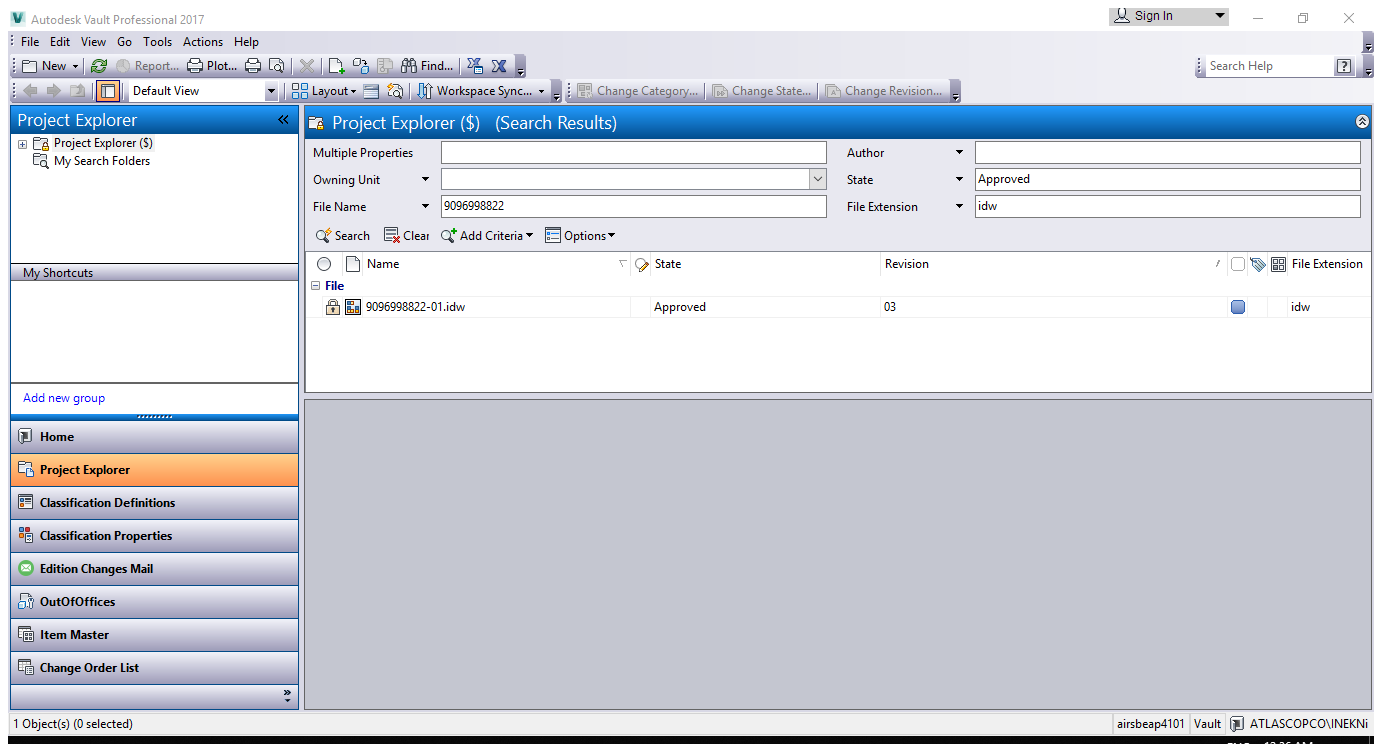 Autodesk Vault Professional 2017
Sign In
File Edit View Go Tools Actions Help
New Report... Plot... Find...
Search Help ?
Default View Layout Workspace Sync... Change Category... Change State... Change Revision...
Project Explorer
Project Explorer ($)
My Search Folders
My Shortcuts
Add new group
Home
Project Explorer
Classification Definitions
Classification Properties
Edition Changes Mail
OutOfOffices
Item Master
Change Order List
Project Explorer ($) (Search Results)
Multiple Properties Author
Owning Unit State Approved
File Name 9096998822 File Extension idw
Search Clear Add Criteria Options
Name State Revision File Extension
File
9096998822-01.idw Approved 03 idw
1 Object(s) (0 selected) airsbeap4101 Vault ATLASCOPCO\INEKNi